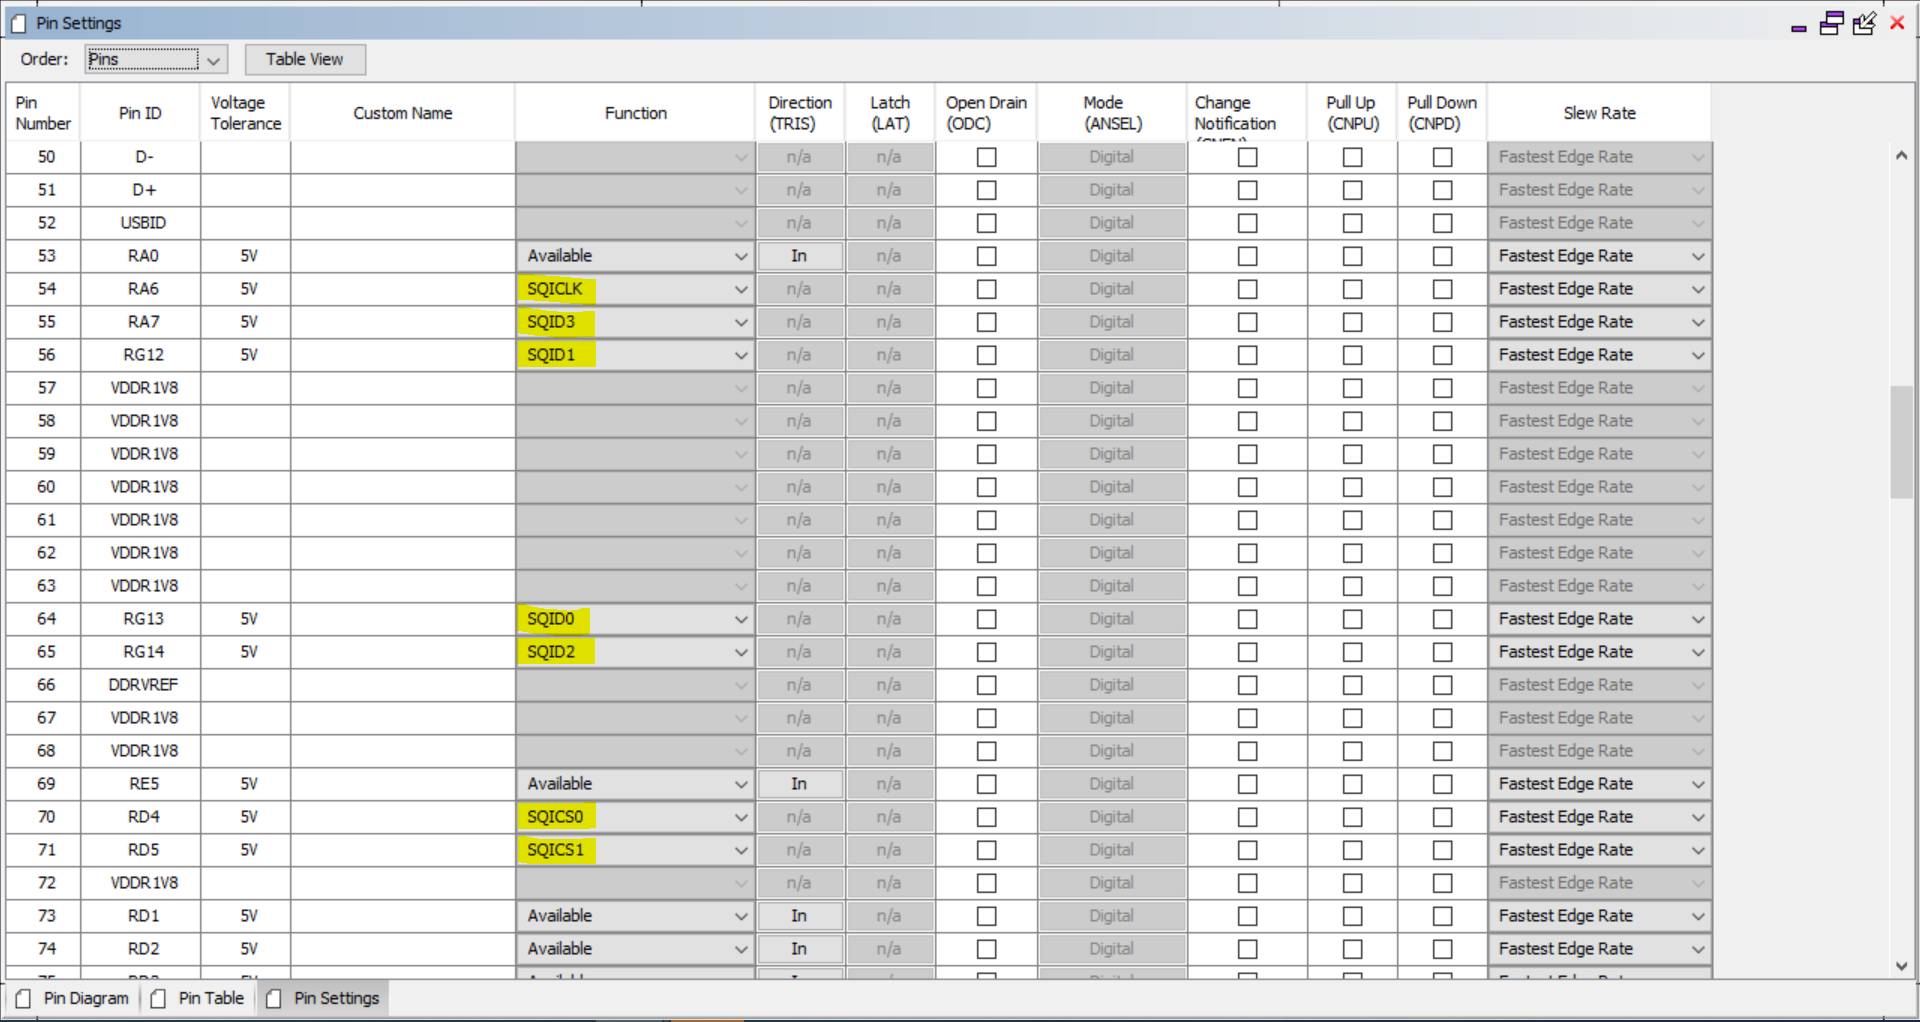 Pin Settings
Order: Pins Table View
Pin Number Pin ID Voltage Tolerance Custom Name Function Direction (TRIS) Latch (LAT) Open Drain (ODC) Mode (ANSEL) Change Notification Pull Up (CNPU) Pull Down (CNPD) Slew Rate
50 D- n/a n/a Digital Fastest Edge Rate
51 D+ n/a n/a Digital Fastest Edge Rate
52 USBID n/a n/a Digital Fastest Edge Rate
53 RA0 5V Available In n/a Digital Fastest Edge Rate
54 RA6 5V SQICLK n/a n/a Digital Fastest Edge Rate
55 RA7 5V SQID3 n/a n/a Digital Fastest Edge Rate
56 RG12 5V SQID1 n/a n/a Digital Fastest Edge Rate
57 VDDR1V8 n/a n/a Digital Fastest Edge Rate
58 VDDR1V8 n/a n/a Digital Fastest Edge Rate
59 VDDR1V8 n/a n/a Digital Fastest Edge Rate
60 VDDR1V8 n/a n/a Digital Fastest Edge Rate
61 VDDR1V8 n/a n/a Digital Fastest Edge Rate
62 VDDR1V8 n/a n/a Digital Fastest Edge Rate
63 VDDR1V8 n/a n/a Digital Fastest Edge Rate
64 RG13 5V SQID0 n/a n/a Digital Fastest Edge Rate
65 RG14 5V SQID2 n/a n/a Digital Fastest Edge Rate
66 DDRVREF n/a n/a Digital Fastest Edge Rate
67 VDDR1V8 n/a n/a Digital Fastest Edge Rate
68 VDDR1V8 n/a n/a Digital Fastest Edge Rate
69 RE5 5V Available In n/a Digital Fastest Edge Rate
70 RD4 5V SQICS0 n/a n/a Digital Fastest Edge Rate
71 RD5 5V SQICS1 n/a n/a Digital Fastest Edge Rate
72 VDDR1V8 n/a n/a Digital Fastest Edge Rate
73 RD1 5V Available In n/a Digital Fastest Edge Rate
74 RD2 5V Available In n/a Digital Fastest Edge Rate
Pin Diagram Pin Table Pin Settings